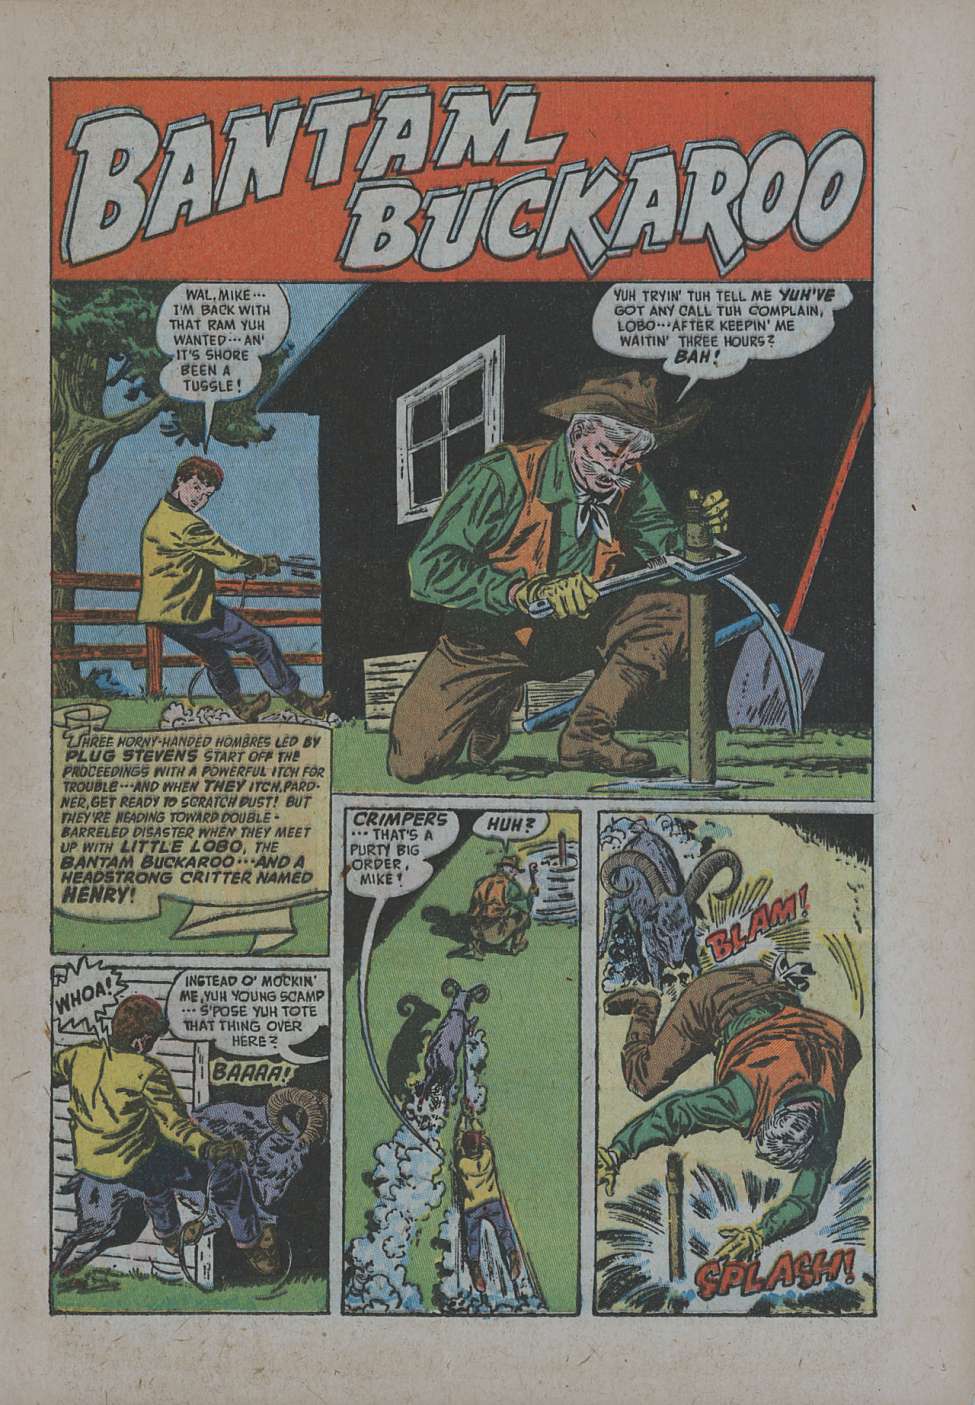 BANTAM
BUCKAROO
WAL, MIKE...
I'M BACK WITH
THAT RAM YUH
WANTED... AN'
IT'S SHORE
BEEN A
TUSSLE!
YUH TRYIN' TUH TELL ME YUH'VE
GOT ANY CALL TUH COMPLAIN,
LOBO... AFTER KEEPIN' ME
WAITIN' THREE HOURS?
BAH!
THREE HORNY-HANDED HOMBRES LED BY
PLUG STEVENS START OFF THE
PROCEEDINGS WITH A POWERFUL ITCH FOR
TROUBLE... AND WHEN THEY ITCH, PARD-
NER, GET READY TO SCRATCH DUST! BUT
THEY'RE HEADING TOWARD DOUBLE-
BARRELED DISASTER WHEN THEY MEET
UP WITH LITTLE LOBO, THE
BANTAM BUCKAROO... AND A
HEADSTRONG CRITTER NAMED
HENRY!
WHOA!
INSTEAD O' MOCKIN'
ME, YUH YOUNG SCAMP
... S'POSE YUH TOTE
THAT THING OVER
HERE?
BAAAA!
CRIMPERS
... THAT'S A
PURTY BIG
ORDER,
MIKE!
HUH?
BLAM!
SPLASH!